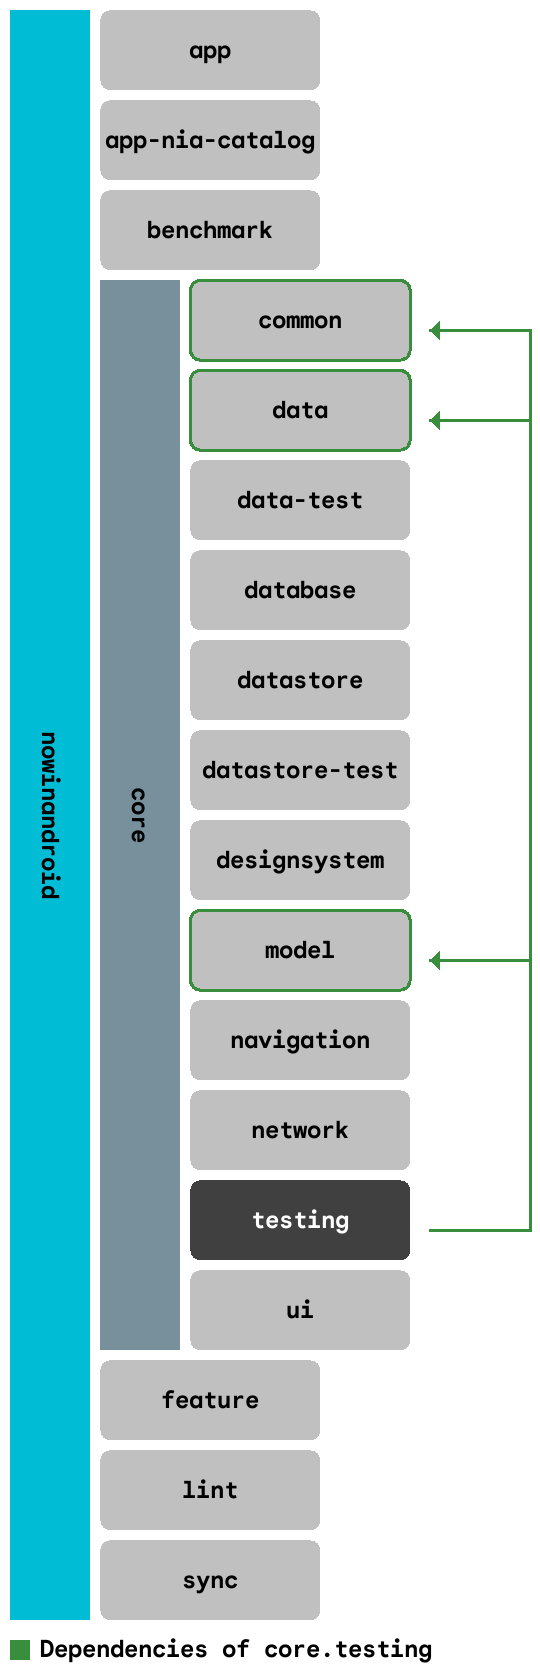 nowinandroid
app
app-nia-catalog
benchmark
core
common
data
data-test
database
datastore
datastore-test
designsystem
model
navigation
network
testing
ui
feature
lint
sync
Dependencies of core.testing